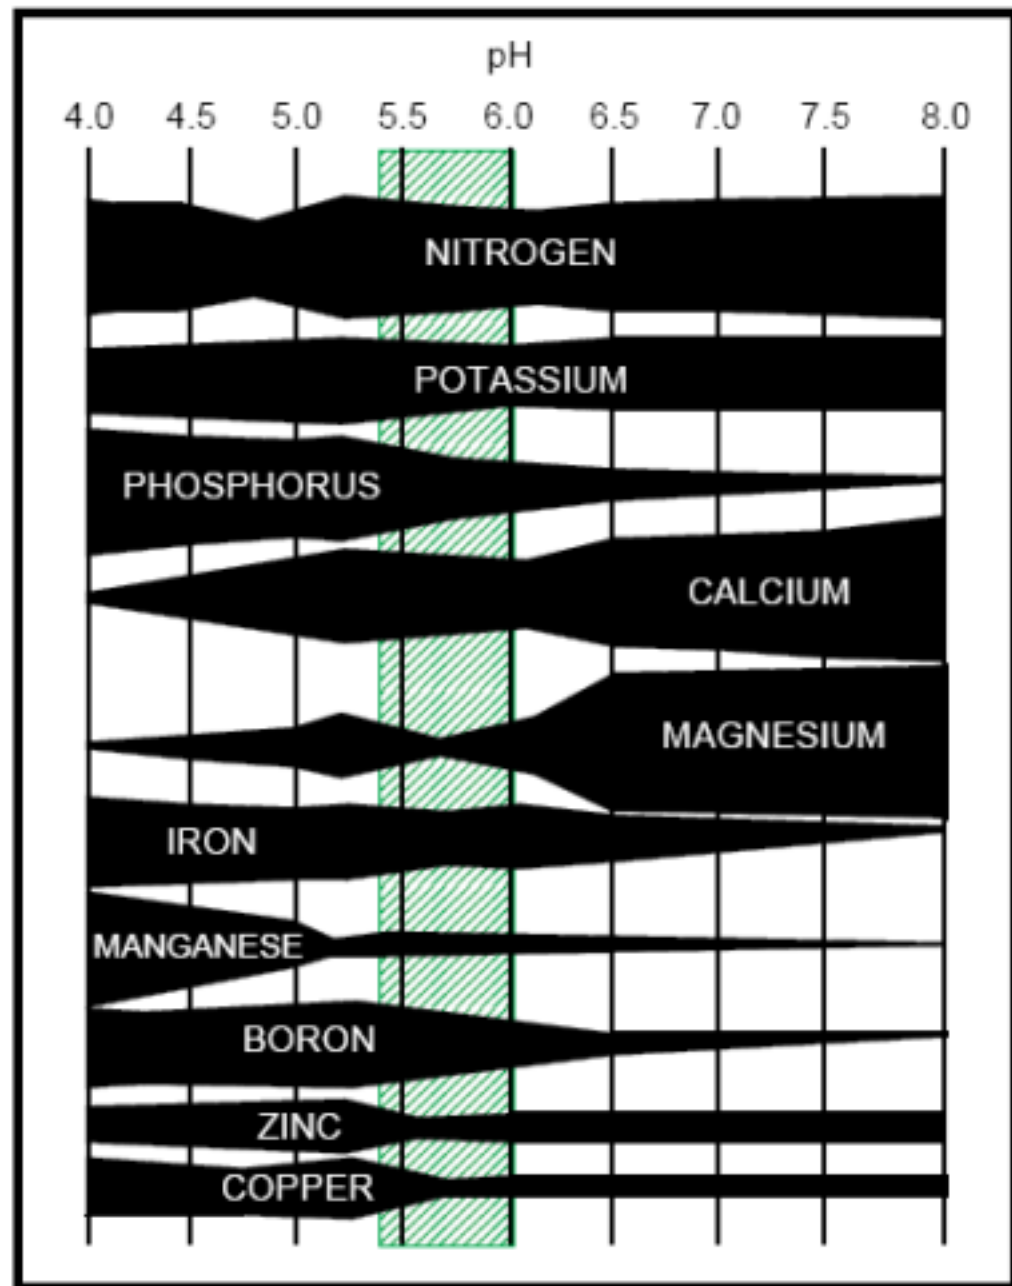 pH
4.0 4.5 5.0 5.5 6.0 6.5 7.0 7.5 8.0
NITROGEN
POTASSIUM
PHOSPHORUS
CALCIUM
MAGNESIUM
IRON
MANGANESE
BORON
ZINC
COPPER